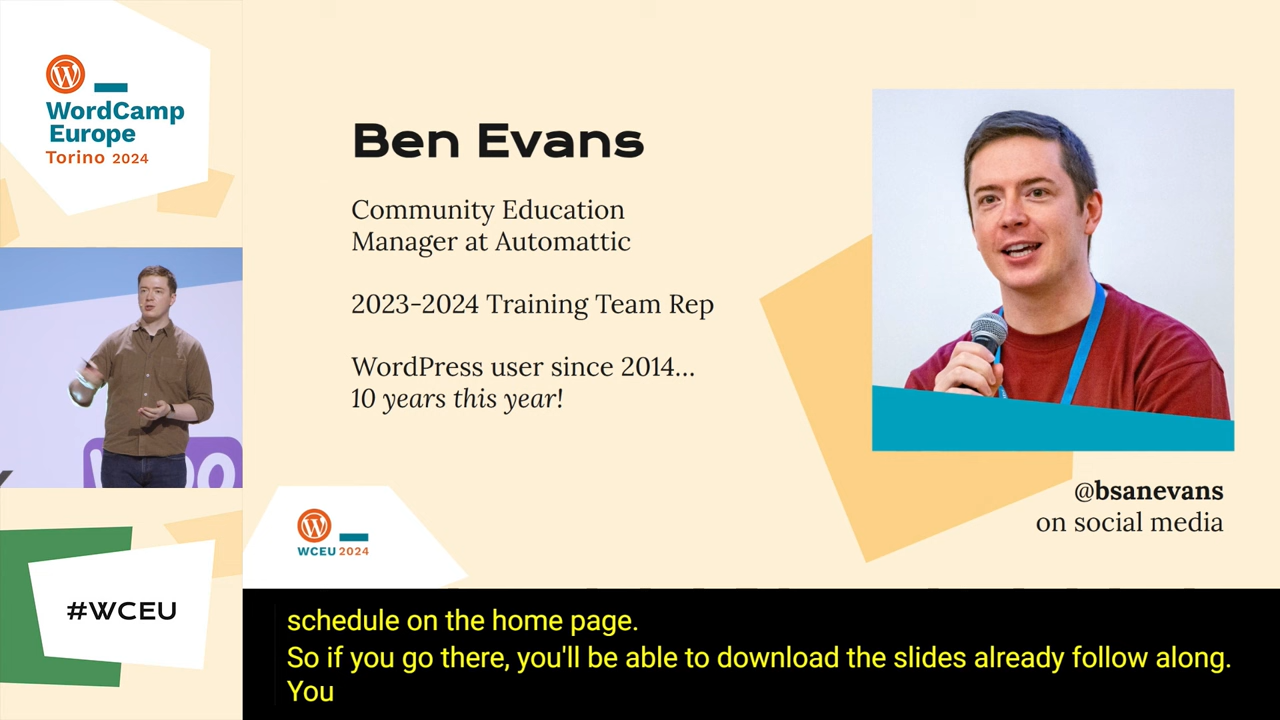 WordCamp
Europe
Torino 2024
Ben Evans
Community Education
Manager at Automattic
2023-2024 Training Team Rep
WordPress user since 2014...
10 years this year!
@bsanevans
on social media
WCEU 2024
#WCEU
schedule on the home page.
So if you go there, you'll be able to download the slides already follow along.
You